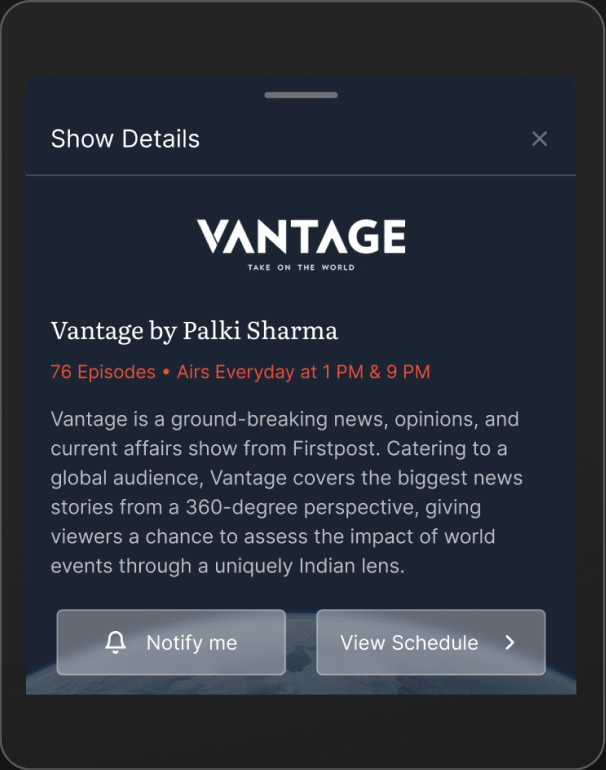 Show Details
VANTAGE
TAKE ON THE WORLD
Vantage by Palki Sharma
76 Episodes • Airs Everyday at 1 PM & 9 PM
Vantage is a ground-breaking news, opinions, and
current affairs show from Firstpost. Catering to a
global audience, Vantage covers the biggest news
stories from a 360-degree perspective, giving
viewers a chance to assess the impact of world
events through a uniquely Indian lens.
Notify me
View Schedule